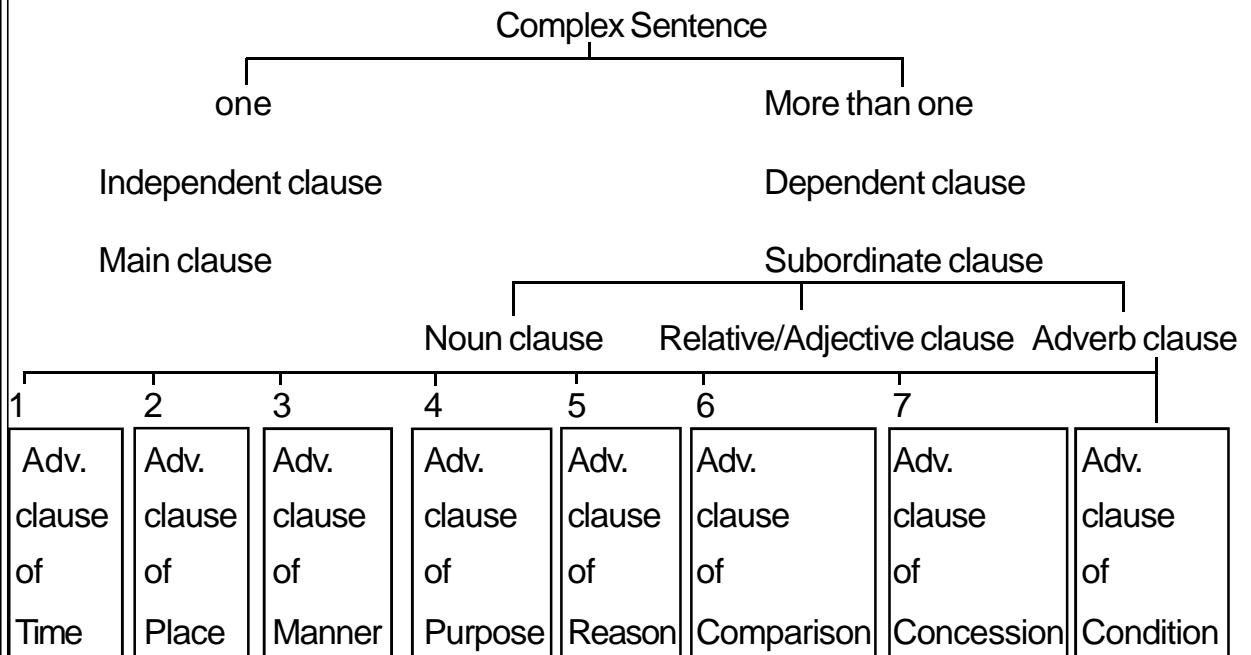 Complex Sentence
one More than one
Independent clause Dependent clause
Main clause Subordinate clause
Noun clause Relative/Adjective clause Adverb clause
1 2 3 4 5 6 7
Adv. Adv. Adv. Adv. Adv. Adv. Adv. Adv.
clause clause clause clause clause clause clause clause
of of of of of of of of
Time Place Manner Purpose Reason Comparison Concession Condition